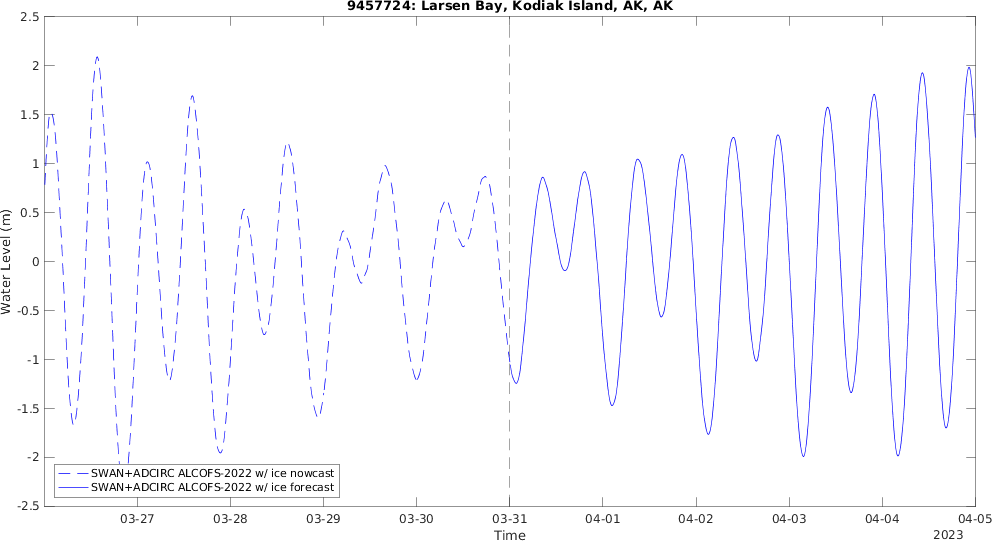 9457724: Larsen Bay, Kodiak Island, AK, AK
2.5
2
1.5
1
0.5
0
-0.5
-1
-1.5
-2
-2.5
Water Level (m)
SWAN+ADCIRC ALCOFS-2022 w/ ice nowcast
SWAN+ADCIRC ALCOFS-2022 w/ ice forecast
03-27 03-28 03-29 03-30 03-31 04-01 04-02 04-03 04-04 04-05
Time
2023